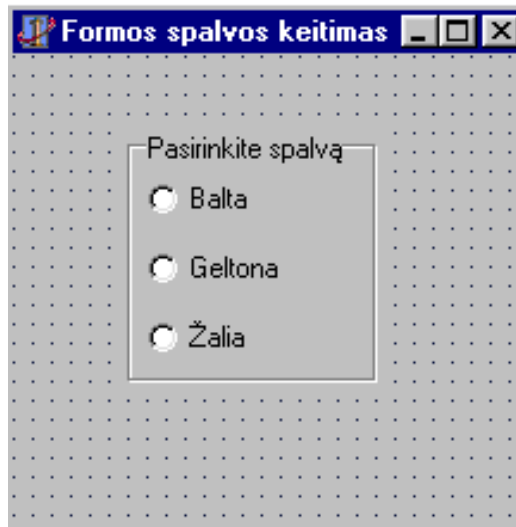 Formos spalvos keitimas
Pasirinkite spalvą
Balta
Geltona
Žalia